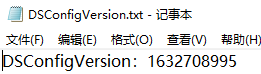 DSConfigVersion.txt - 记事本
文件(F) 编辑(E) 格式(O) 查看(V) 帮助(H)
DSConfigVersion：1632708995